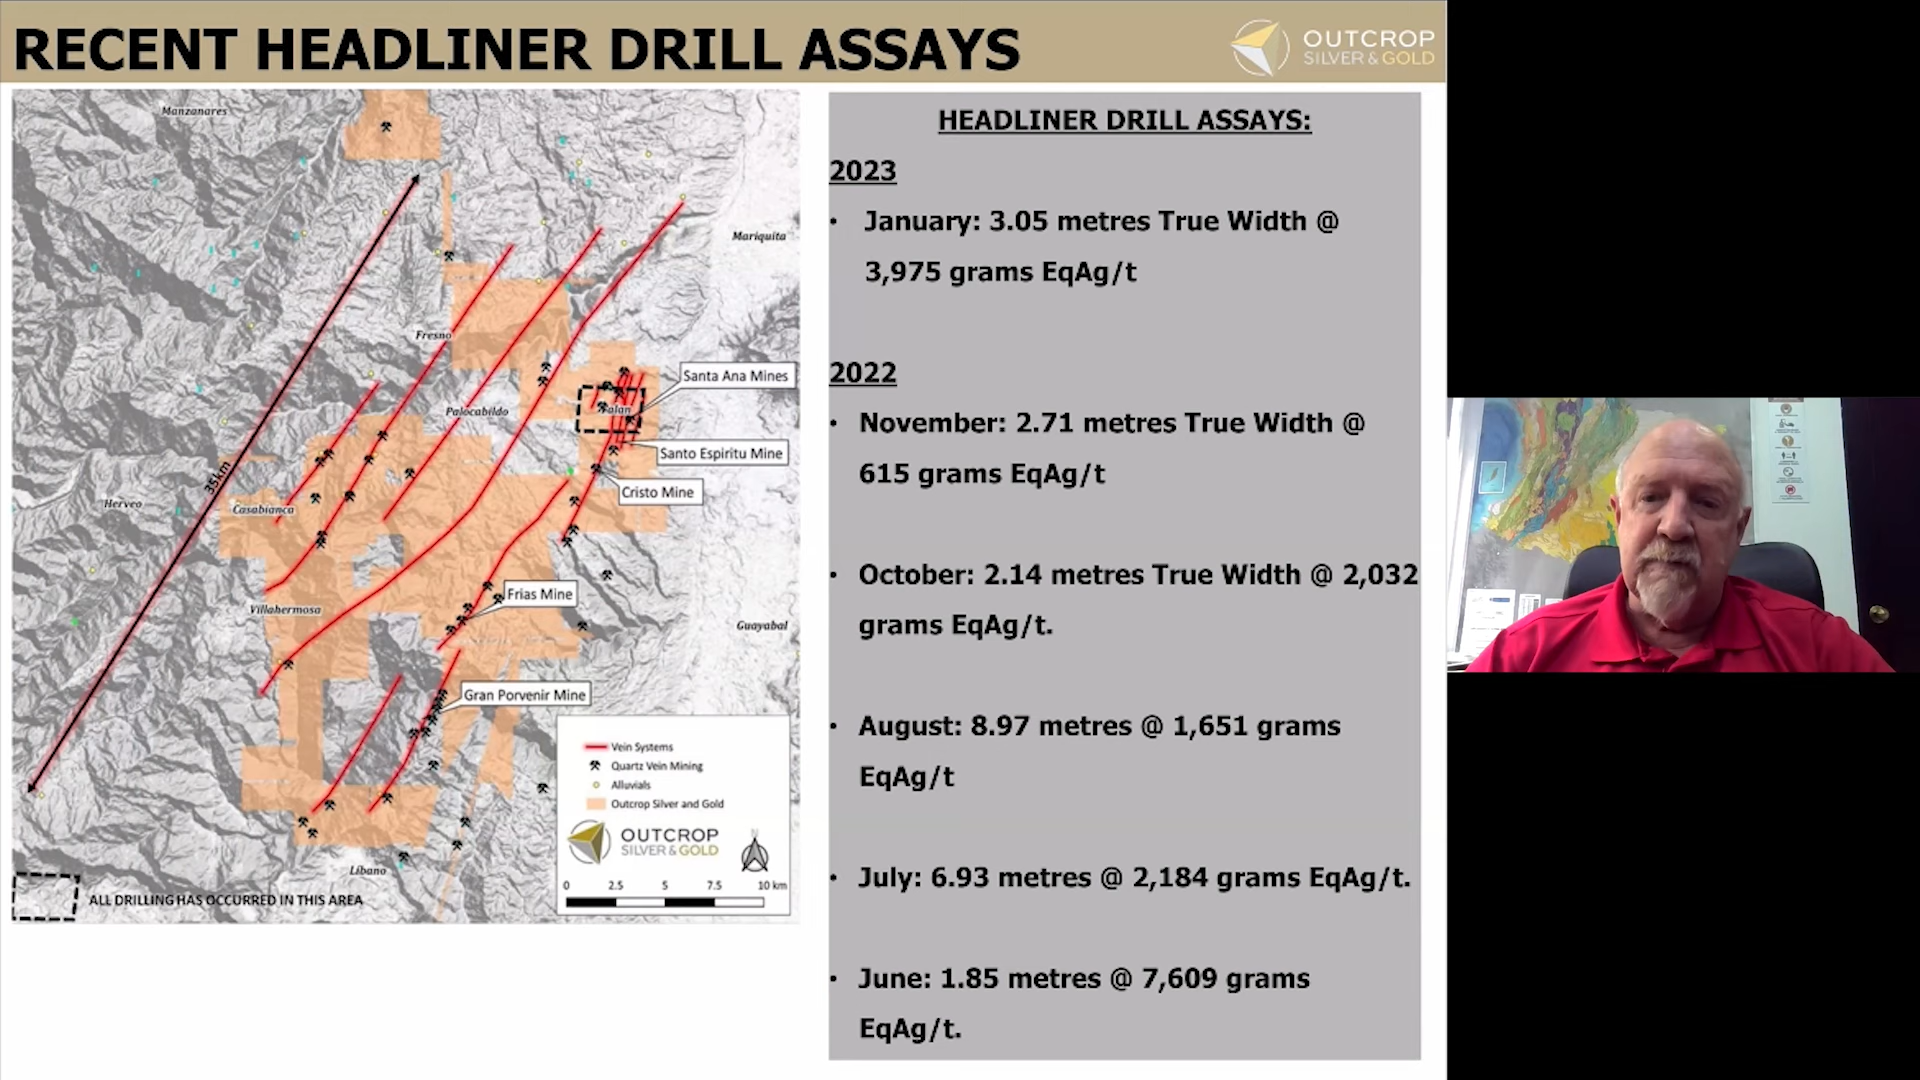 RECENT HEADLINER DRILL ASSAYS
OUTCROP
SILVER & GOLD
Manzanares
Mariquita
Fresno
Santa Ana Mines
Palocabildo
Falan
Santo Espiritu Mine
Cristo Mine
35km
Herveo
Casabianca
Frias Mine
Villahermosa
Guayabal
Gran Porvenir Mine
Vein Systems
Quartz Vein Mining
Alluvials
Outcrop Silver and Gold
OUTCROP
SILVER & GOLD
N
Líbano
0 2.5 5 7.5 10 km
ALL DRILLING HAS OCCURRED IN THIS AREA
HEADLINER DRILL ASSAYS:
2023
• January: 3.05 metres True Width @
3,975 grams EqAg/t
2022
• November: 2.71 metres True Width @
615 grams EqAg/t
• October: 2.14 metres True Width @ 2,032
grams EqAg/t.
• August: 8.97 metres @ 1,651 grams
EqAg/t
• July: 6.93 metres @ 2,184 grams EqAg/t.
• June: 1.85 metres @ 7,609 grams
EqAg/t.